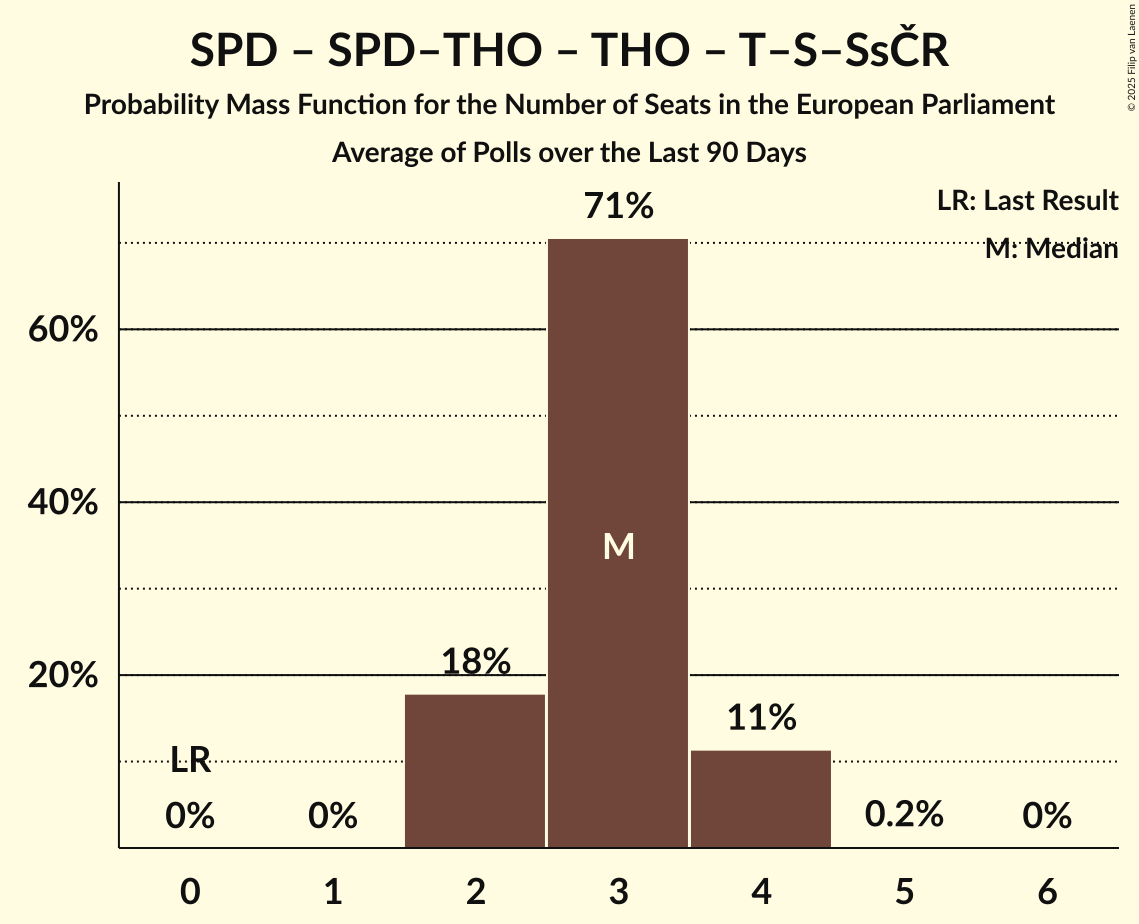 SPD – SPD–THO – THO – T–S–SsČR
Probability Mass Function for the Number of Seats in the European Parliament
Average of Polls over the Last 90 Days
© 2025 Filip van Laenen
LR: Last Result
M: Median
71%
60%
40%
M
20%
18%
11%
LR
0%
0%
0.2%
0%
0 1 2 3 4 5 6